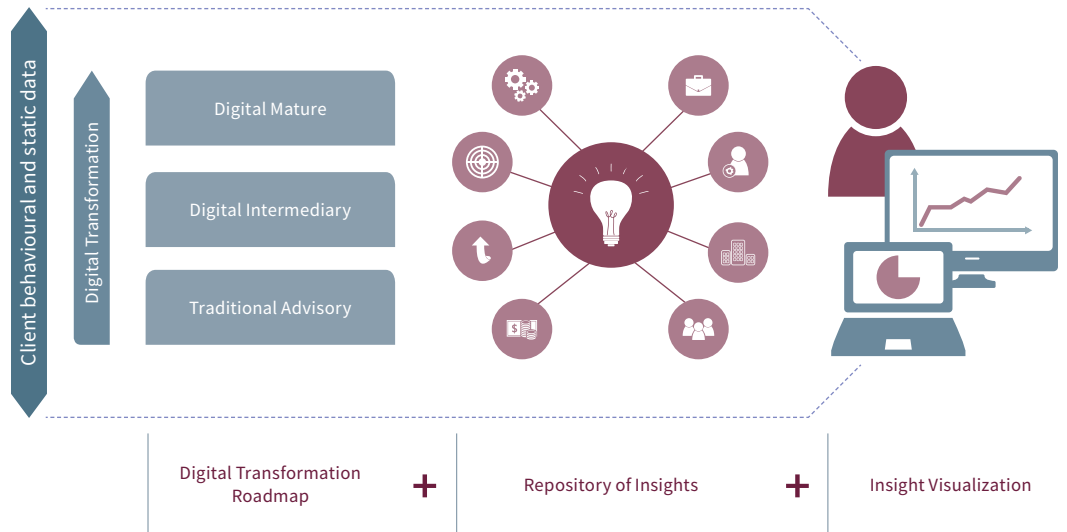 Client behavioural and static data
Digital Transformation
Digital Mature
Digital Intermediary
Traditional Advisory
$
Digital Transformation
Roadmap
+
Repository of Insights
+
Insight Visualization